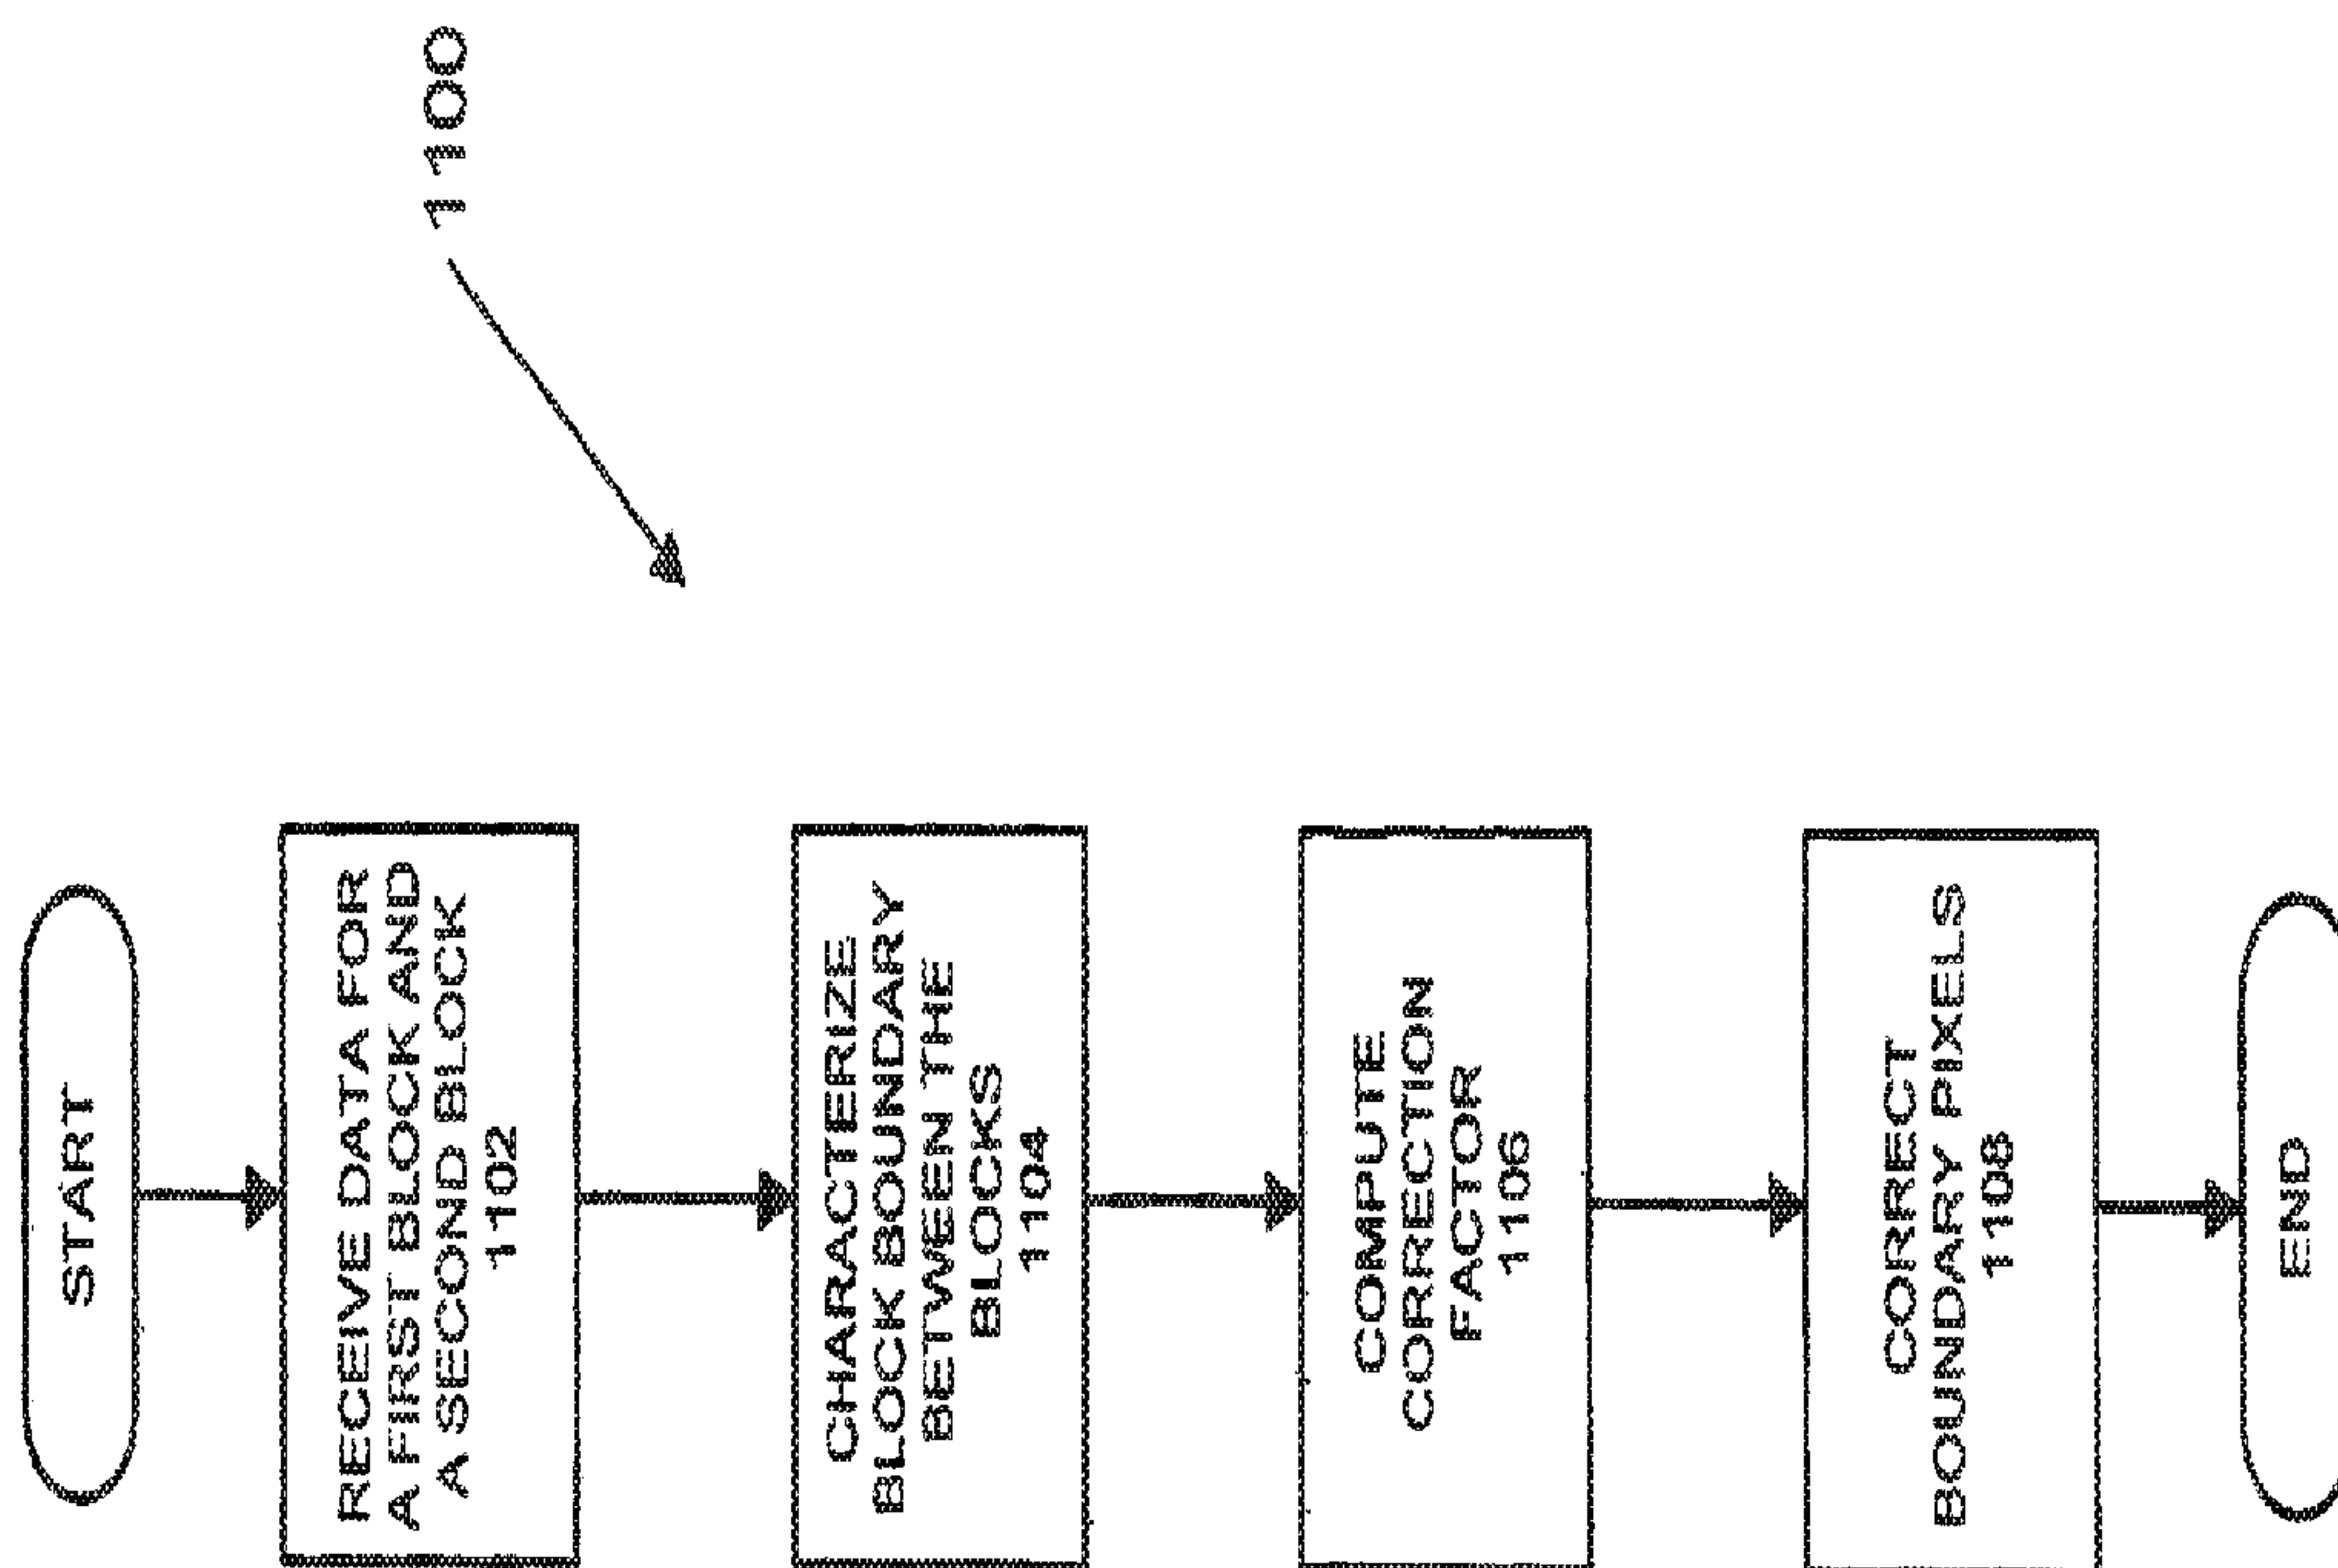 1100
START
RECEIVE DATA FOR
A FIRST BLOCK AND
A SECOND BLOCK
1102
CHARACTERIZE
BLOCK BOUNDARY
BETWEEN THE
BLOCKS
1104
COMPUTE
CORRECTION
FACTOR
1106
CORRECT
BOUNDARY PIXELS
1108
END